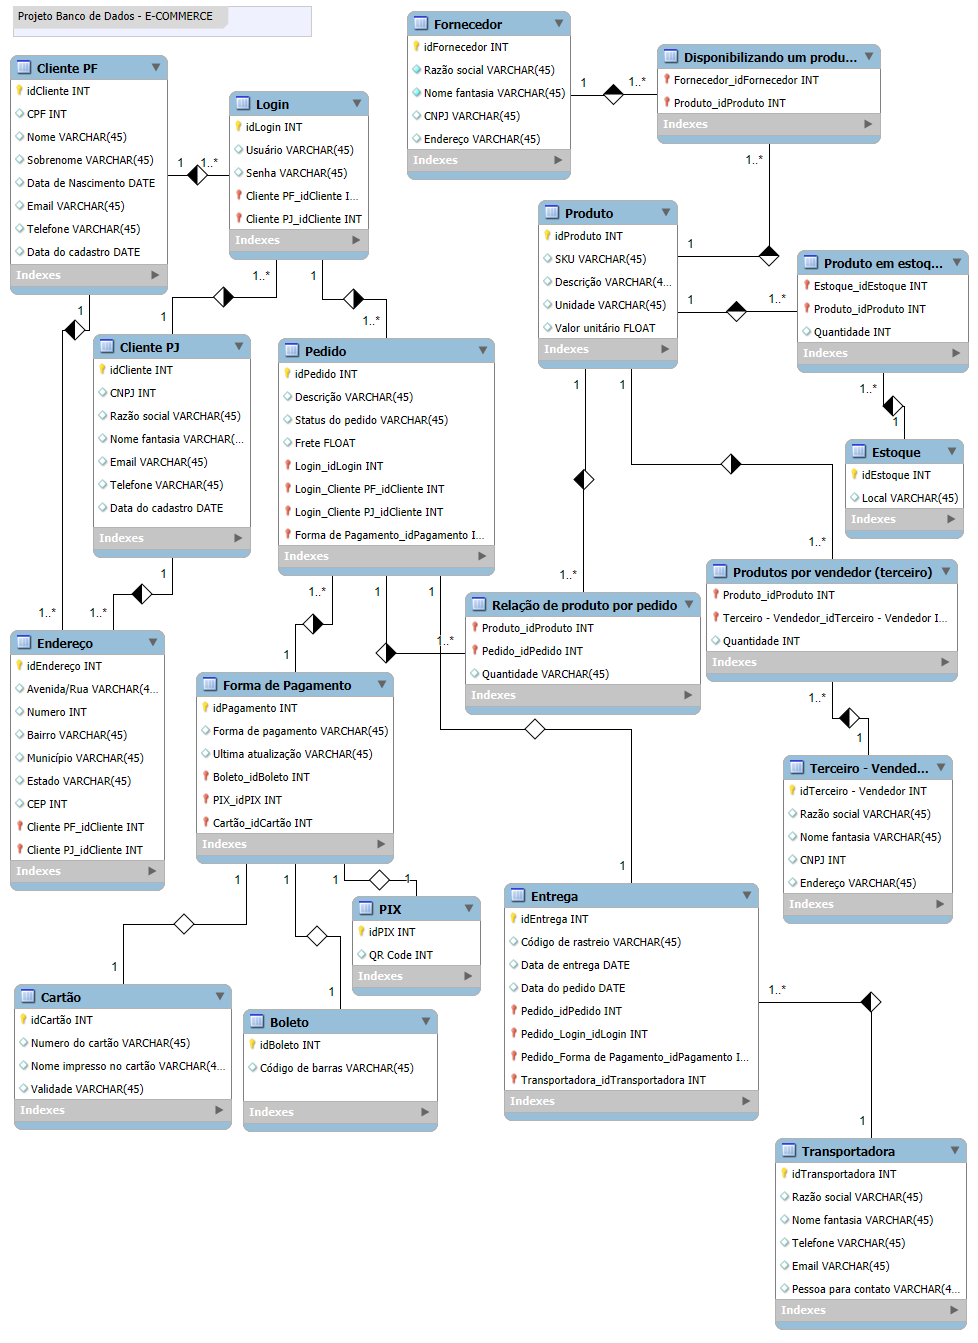 Projeto Banco de Dados - E-COMMERCE
Cliente PF
idCliente INT
CPF INT
Nome VARCHAR(45)
Sobrenome VARCHAR(45)
Data de Nascimento DATE
Email VARCHAR(45)
Telefone VARCHAR(45)
Data do cadastro DATE
Indexes
1
1..*
Login
idLogin INT
Usuário VARCHAR(45)
Senha VARCHAR(45)
Cliente PF_idCliente I...
Cliente PJ_idCliente INT
Indexes
Fornecedor
idFornecedor INT
Razão social VARCHAR(45)
Nome fantasia VARCHAR(45)
CNPJ VARCHAR(45)
Endereço VARCHAR(45)
Indexes
1
1..*
Disponibilizando um produ...
Fornecedor_idFornecedor INT
Produto_idProduto INT
Indexes
1..*
1
Produto
idProduto INT
SKU VARCHAR(45)
Descrição VARCHAR(4...
Unidade VARCHAR(45)
Valor unitário FLOAT
Indexes
1
1..*
Produto em estoq...
Estoque_idEstoque INT
Produto_idProduto INT
Quantidade INT
Indexes
1..*
1
Estoque
idEstoque INT
Local VARCHAR(45)
Indexes
1..*
1
1
1..*
1
1..*
Cliente PJ
idCliente INT
CNPJ INT
Razão social VARCHAR(45)
Nome fantasia VARCHAR(...
Email VARCHAR(45)
Telefone VARCHAR(45)
Data do cadastro DATE
Indexes
1
1..*
Pedido
idPedido INT
Descrição VARCHAR(45)
Status do pedido VARCHAR(45)
Frete FLOAT
Login_idLogin INT
Login_Cliente PF_idCliente INT
Login_Cliente PJ_idCliente INT
Forma de Pagamento_idPagamento I...
Indexes
1
1
1..*
1..*
Endereço
idEndereço INT
Avenida/Rua VARCHAR(4...
Numero INT
Bairro VARCHAR(45)
Município VARCHAR(45)
Estado VARCHAR(45)
CEP INT
Cliente PF_idCliente INT
Cliente PJ_idCliente INT
Indexes
1..*
1
1
1
1..*
Relação de produto por pedido
Produto_idProduto INT
Pedido_idPedido INT
Quantidade VARCHAR(45)
Indexes
Produtos por vendedor (terceiro)
Produto_idProduto INT
Terceiro - Vendedor_idTerceiro - Vendedor I...
Quantidade INT
Indexes
1..*
1
Forma de Pagamento
idPagamento INT
Forma de pagamento VARCHAR(45)
Ultima atualização VARCHAR(45)
Boleto_idBoleto INT
PIX_idPIX INT
Cartão_idCartão INT
Indexes
Terceiro - Vended...
idTerceiro - Vendedor INT
Razão social VARCHAR(45)
Nome fantasia VARCHAR(45)
CNPJ INT
Endereço VARCHAR(45)
Indexes
1
1
1
1
PIX
idPIX INT
QR Code INT
Indexes
1
1
Cartão
idCartão INT
Numero do cartão VARCHAR(45)
Nome impresso no cartão VARCHAR(4...
Validade VARCHAR(45)
Indexes
Boleto
idBoleto INT
Código de barras VARCHAR(45)
Indexes
1
Entrega
idEntrega INT
Código de rastreio VARCHAR(45)
Data de entrega DATE
Data do pedido DATE
Pedido_idPedido INT
Pedido_Login_idLogin INT
Pedido_Forma de Pagamento_idPagamento I...
Transportadora_idTransportadora INT
Indexes
1..*
1
Transportadora
idTransportadora INT
Razão social VARCHAR(45)
Nome fantasia VARCHAR(45)
Telefone VARCHAR(45)
Email VARCHAR(45)
Pessoa para contato VARCHAR(4...
Indexes